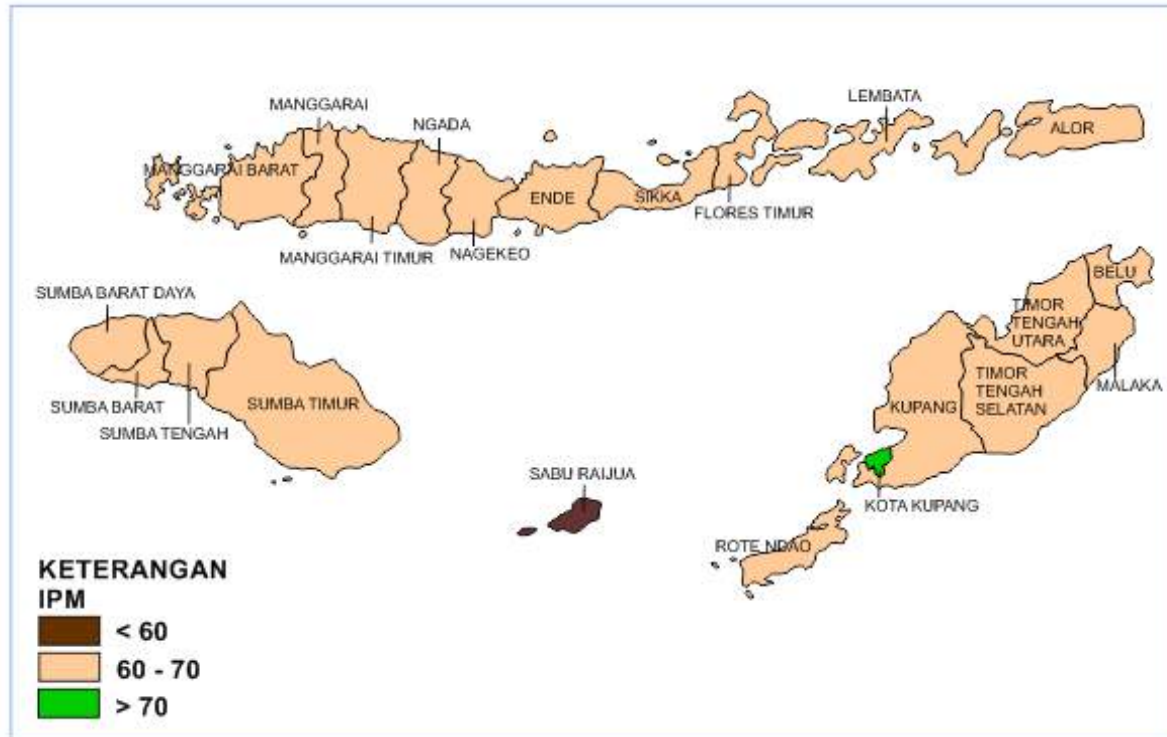 MANGGARAI
NGADA
LEMBATA
ALOR
MANGGARAI BARAT
ENDE
SIKKA
FLORES TIMUR
MANGGARAI TIMUR
NAGEKEO
BELU
SUMBA BARAT DAYA
TIMOR
TENGAH
UTARA
TIMOR
TENGAH
SELATAN
MALAKA
SUMBA BARAT
SUMBA TIMUR
KUPANG
SUMBA TENGAH
SABU RAIJUA
KOTA KUPANG
ROTE NDAO
KETERANGAN
IPM
< 60
60 - 70
> 70